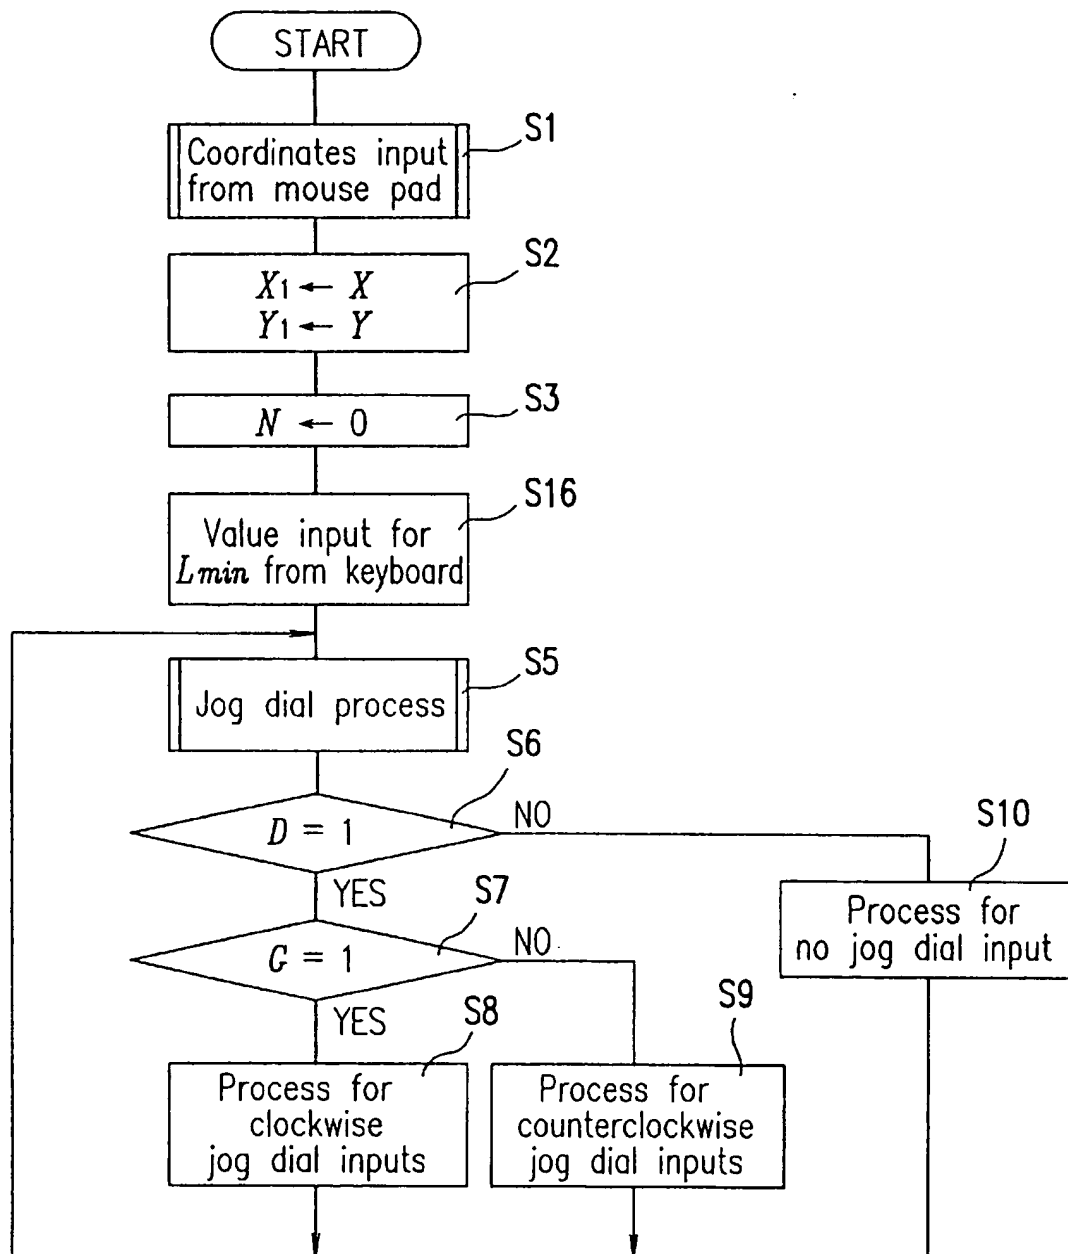 START
S1
Coordinates input
from mouse pad
S2
X1 ← X
Y1 ← Y
S3
N ← 0
S16
Value input for
Lmin from keyboard
S5
Jog dial process
S6
D = 1
NO
YES
S10
Process for
no jog dial input
S7
G = 1
NO
YES
S8
Process for
clockwise
jog dial inputs
S9
Process for
counterclockwise
jog dial inputs